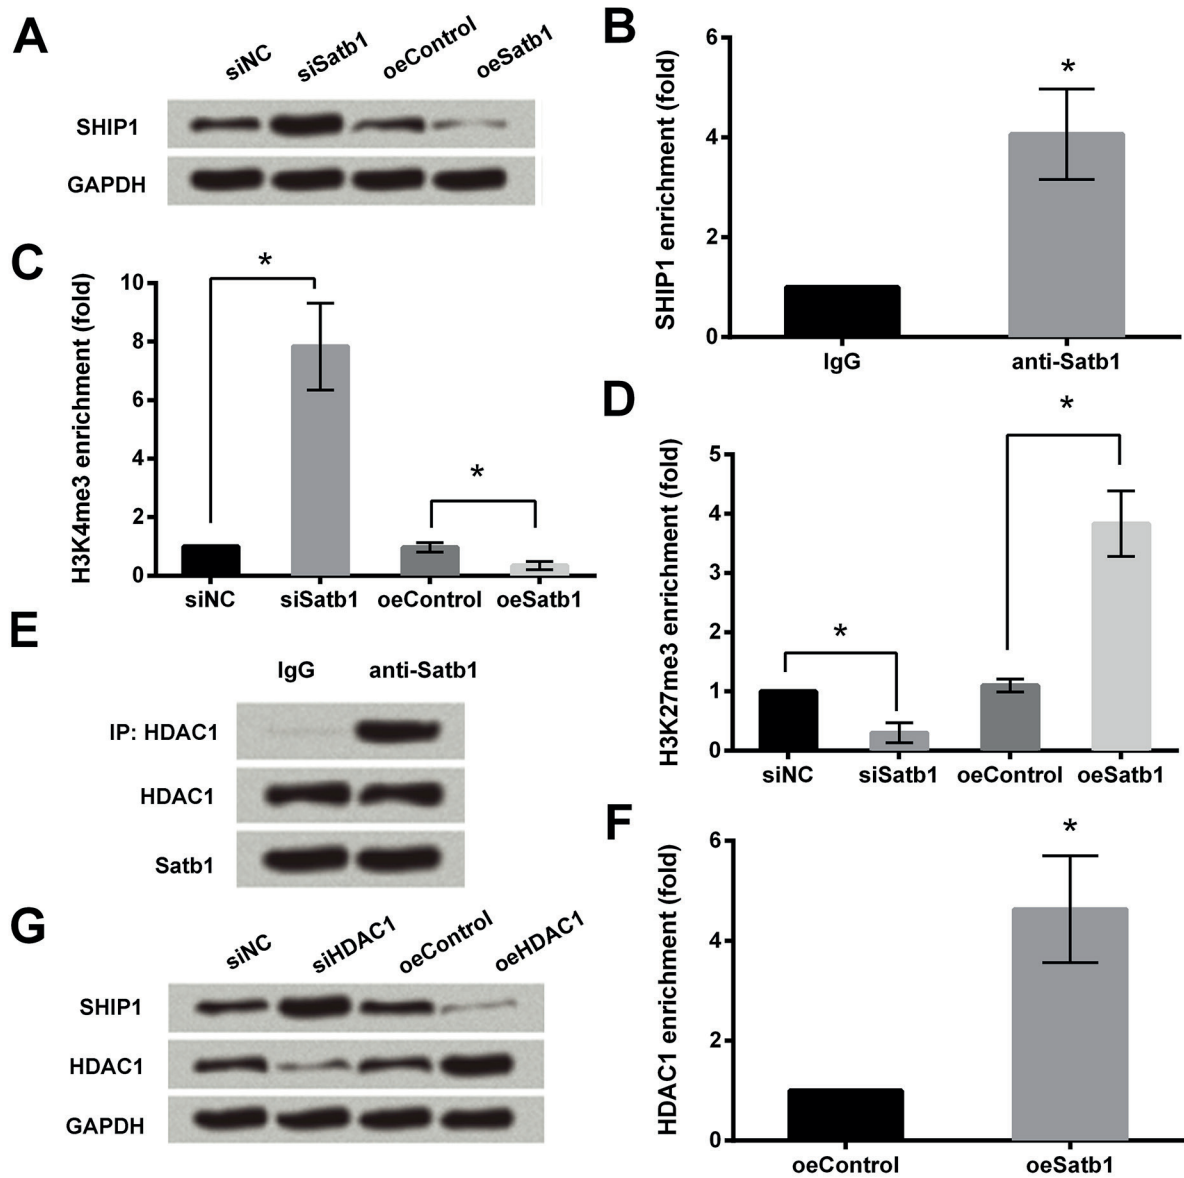 A
siNC siSatb1 oeControl oeSatb1
SHIP1
GAPDH
B
SHIP1 enrichment (fold)
6
4
2
0
IgG anti-Satb1
*
C
H3K4me3 enrichment (fold)
10
8
6
4
2
0
*
*
siNC siSatb1 oeControl oeSatb1
D
H3K27me3 enrichment (fold)
5
4
3
2
1
0
*
*
siNC siSatb1 oeControl oeSatb1
E
IgG anti-Satb1
IP: HDAC1
HDAC1
Satb1
F
HDAC1 enrichment (fold)
6
4
2
0
*
oeControl oeSatb1
G
siNC siHDAC1 oeControl oeHDAC1
SHIP1
HDAC1
GAPDH